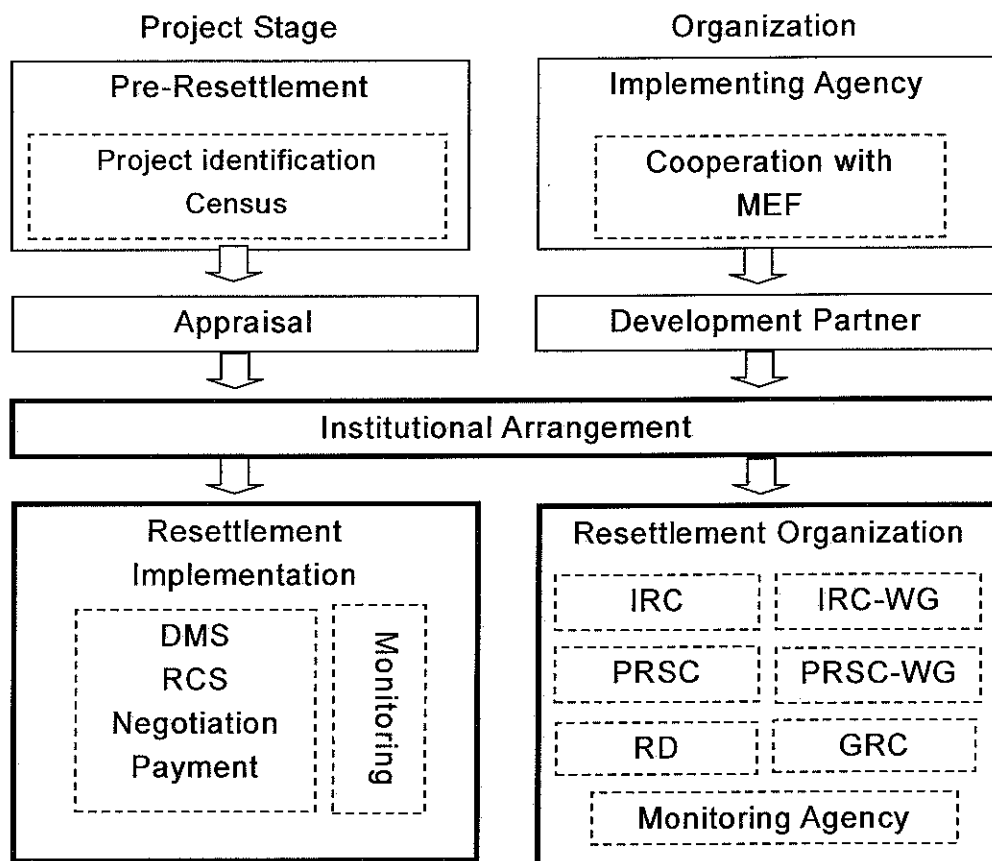 Project Stage
Organization
Pre-Resettlement
Project identification
Census
Implementing Agency
Cooperation with
MEF
Appraisal
Development Partner
Institutional Arrangement
Resettlement
Implementation
DMS
RCS
Negotiation
Payment
Monitoring
Resettlement Organization
IRC
IRC-WG
PRSC
PRSC-WG
RD
GRC
Monitoring Agency